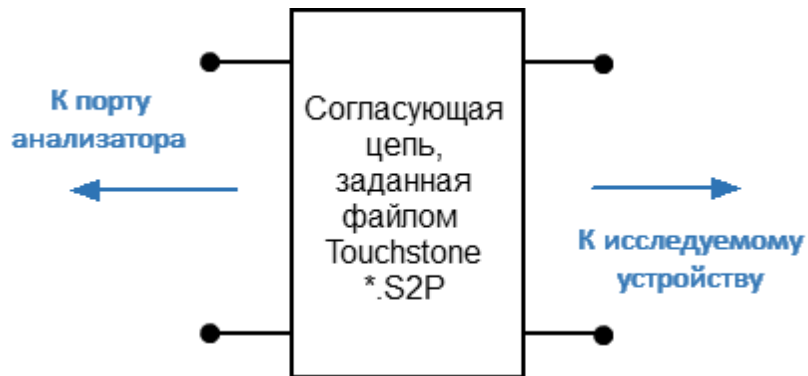 К порту
анализатора
Согласующая
цепь,
заданная
файлом
Touchstone
*.S2P
К исследуемому
устройству